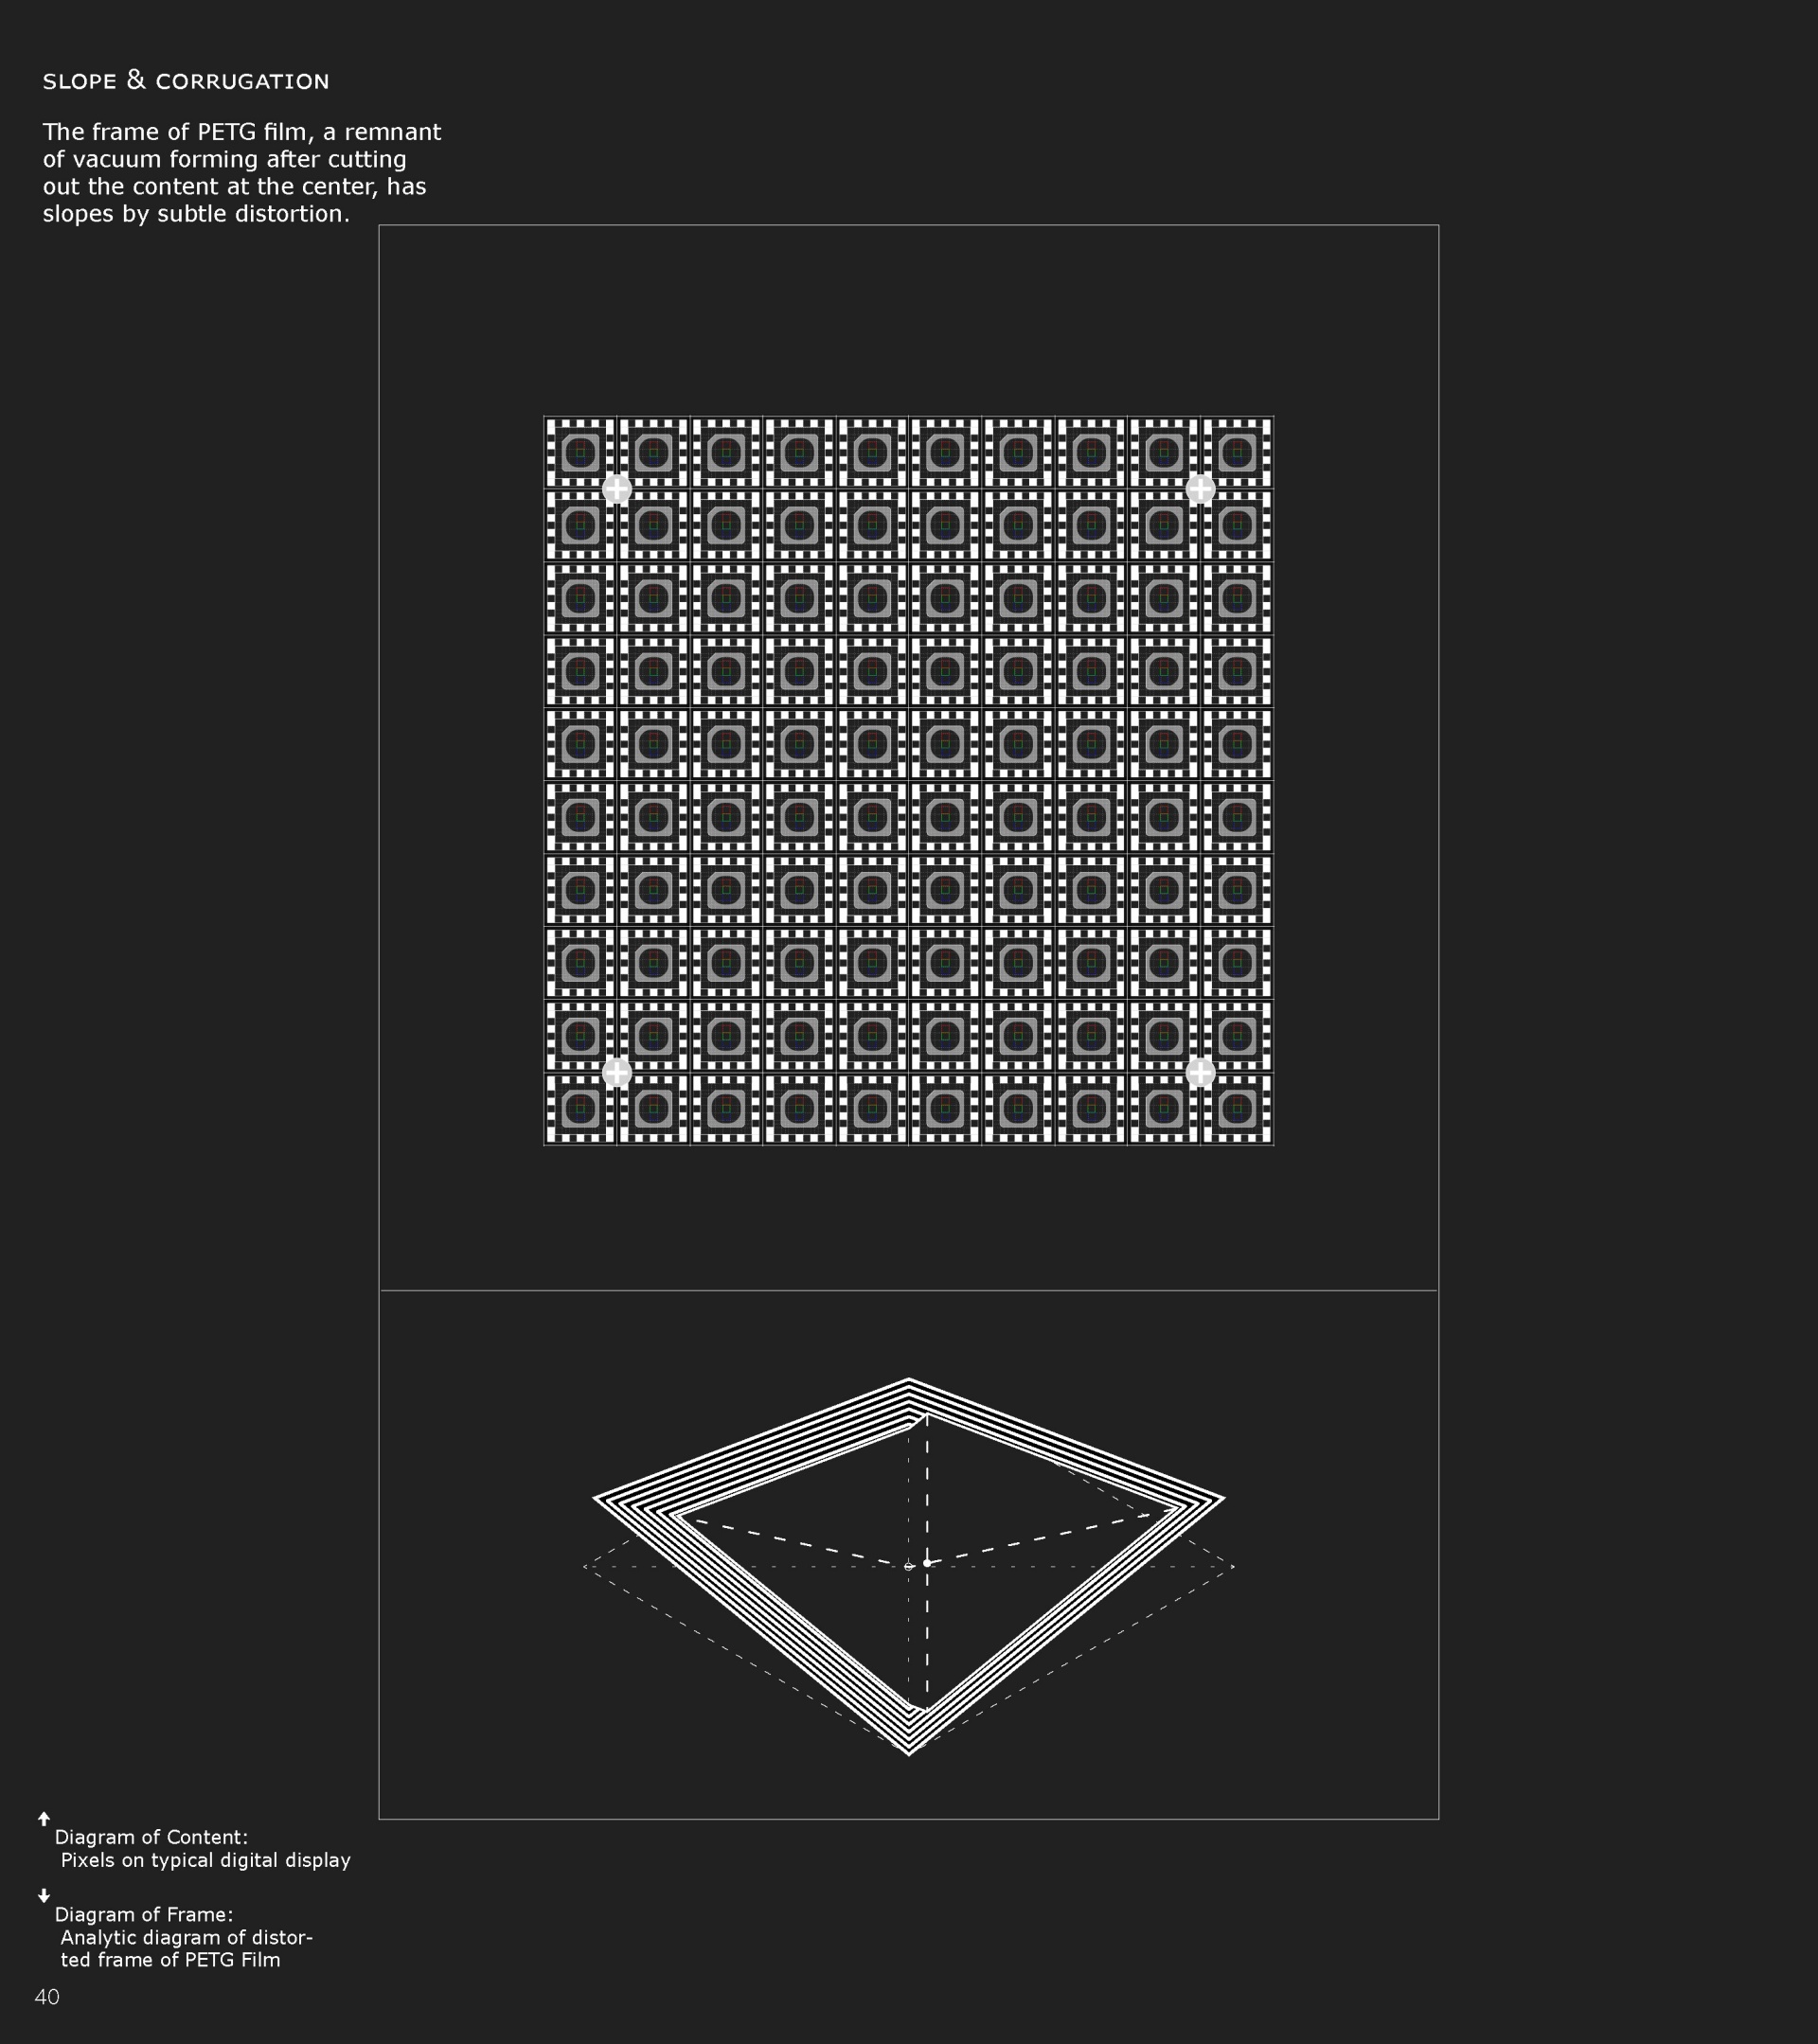 SLOPE & CORRUGATION
The frame of PETG film, a remnant
of vacuum forming after cutting
out the content at the center, has
slopes by subtle distortion.
Diagram of Content:
Pixels on typical digital display
Diagram of Frame:
Analytic diagram of distor-
ted frame of PETG Film
40